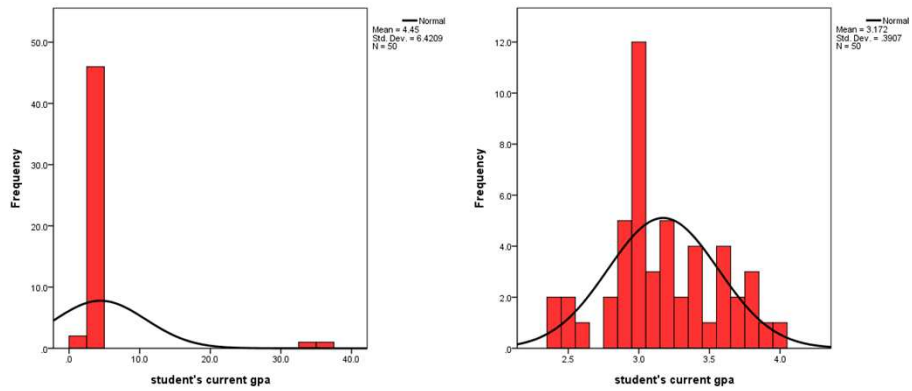 Normal
Mean = 4.45
Std. Dev. = 6.4209
N = 50
50.0
40.0
30.0
20.0
10.0
.0
Frequency
.0
10.0
20.0
30.0
40.0
student's current gpa
Normal
Mean = 3.172
Std. Dev. = .3907
N = 50
12.0
10.0
8.0
6.0
4.0
2.0
.0
Frequency
2.5
3.0
3.5
4.0
student's current gpa